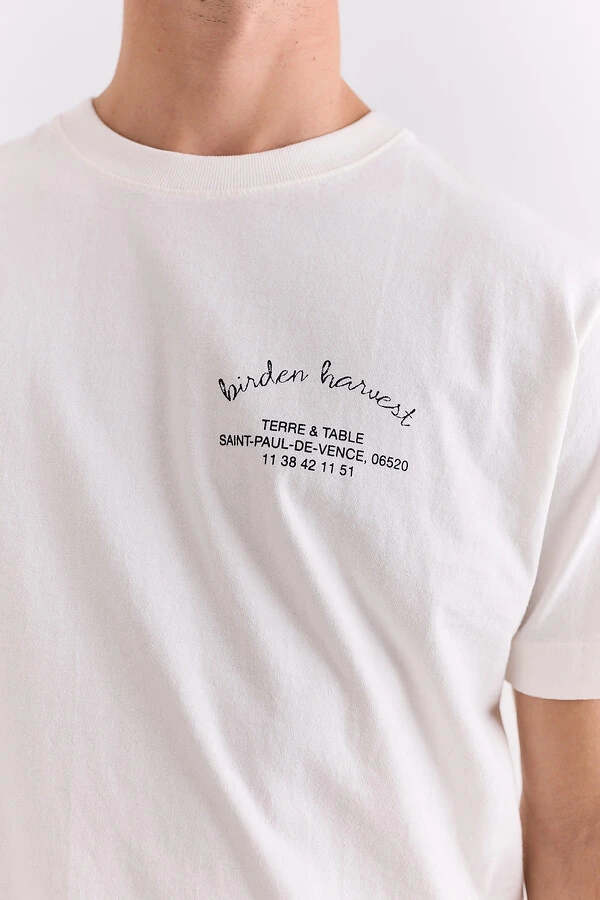 birden harvest
TERRE & TABLE
SAINT-PAUL-DE-VENCE, 06520
11 38 42 11 51